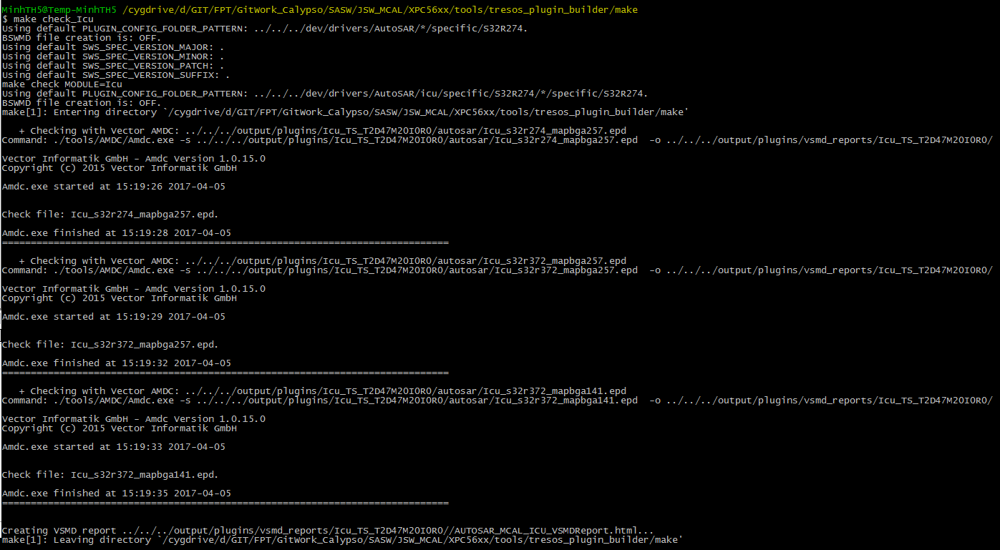 MinhTH5@Temp-MinhTH5 /cygdrive/d/GIT/FPT/GitWork_Calypso/SASW/JSW_MCAL/XPC56xx/tools/tresos_plugin_builder/make
$ make check_Icu
Using default PLUGIN_CONFIG_FOLDER_PATTERN: ../../../dev/drivers/AutoSAR/*/specific/S32R274.
BSWMD file creation is: OFF.
Using default SWS_SPEC_VERSION_MAJOR: .
Using default SWS_SPEC_VERSION_MINOR: .
Using default SWS_SPEC_VERSION_PATCH: .
Using default SWS_SPEC_VERSION_SUFFIX: .
make check MODULE=Icu
Using default PLUGIN_CONFIG_FOLDER_PATTERN: ../../../dev/drivers/AutoSAR/icu/specific/S32R274/*/specific/S32R274.
BSWMD file creation is: OFF.
make[1]: Entering directory `/cygdrive/d/GIT/FPT/GitWork_Calypso/SASW/JSW_MCAL/XPC56xx/tools/tresos_plugin_builder/make'
+ Checking with Vector AMDC: ../../../output/plugins/Icu_TS_T2D47M20I0R0/autosar/Icu_s32r274_mapbga257.epd
Command: ./tools/AMDC/Amdc.exe -s ../../../output/plugins/Icu_TS_T2D47M20I0R0/autosar/Icu_s32r274_mapbga257.epd  -o ../../../output/plugins/vsmd_reports/Icu_TS_T2D47M20I0R0/
Vector Informatik GmbH - Amdc Version 1.0.15.0
Copyright (c) 2015 Vector Informatik GmbH
Amdc.exe started at 15:19:26 2017-04-05
Check file: Icu_s32r274_mapbga257.epd.
Amdc.exe finished at 15:19:28 2017-04-05
==============================================================================
+ Checking with Vector AMDC: ../../../output/plugins/Icu_TS_T2D47M20I0R0/autosar/Icu_s32r372_mapbga257.epd
Command: ./tools/AMDC/Amdc.exe -s ../../../output/plugins/Icu_TS_T2D47M20I0R0/autosar/Icu_s32r372_mapbga257.epd  -o ../../../output/plugins/vsmd_reports/Icu_TS_T2D47M20I0R0/
Vector Informatik GmbH - Amdc Version 1.0.15.0
Copyright (c) 2015 Vector Informatik GmbH
Amdc.exe started at 15:19:29 2017-04-05
Check file: Icu_s32r372_mapbga257.epd.
Amdc.exe finished at 15:19:32 2017-04-05
==============================================================================
+ Checking with Vector AMDC: ../../../output/plugins/Icu_TS_T2D47M20I0R0/autosar/Icu_s32r372_mapbga141.epd
Command: ./tools/AMDC/Amdc.exe -s ../../../output/plugins/Icu_TS_T2D47M20I0R0/autosar/Icu_s32r372_mapbga141.epd  -o ../../../output/plugins/vsmd_reports/Icu_TS_T2D47M20I0R0/
Vector Informatik GmbH - Amdc Version 1.0.15.0
Copyright (c) 2015 Vector Informatik GmbH
Amdc.exe started at 15:19:33 2017-04-05
Check file: Icu_s32r372_mapbga141.epd.
Amdc.exe finished at 15:19:35 2017-04-05
==============================================================================
Creating VSMD report ../../../output/plugins/vsmd_reports/Icu_TS_T2D47M20I0R0//AUTOSAR_MCAL_ICU_VSMDReport.html...
make[1]: Leaving directory `/cygdrive/d/GIT/FPT/GitWork_Calypso/SASW/JSW_MCAL/XPC56xx/tools/tresos_plugin_builder/make'